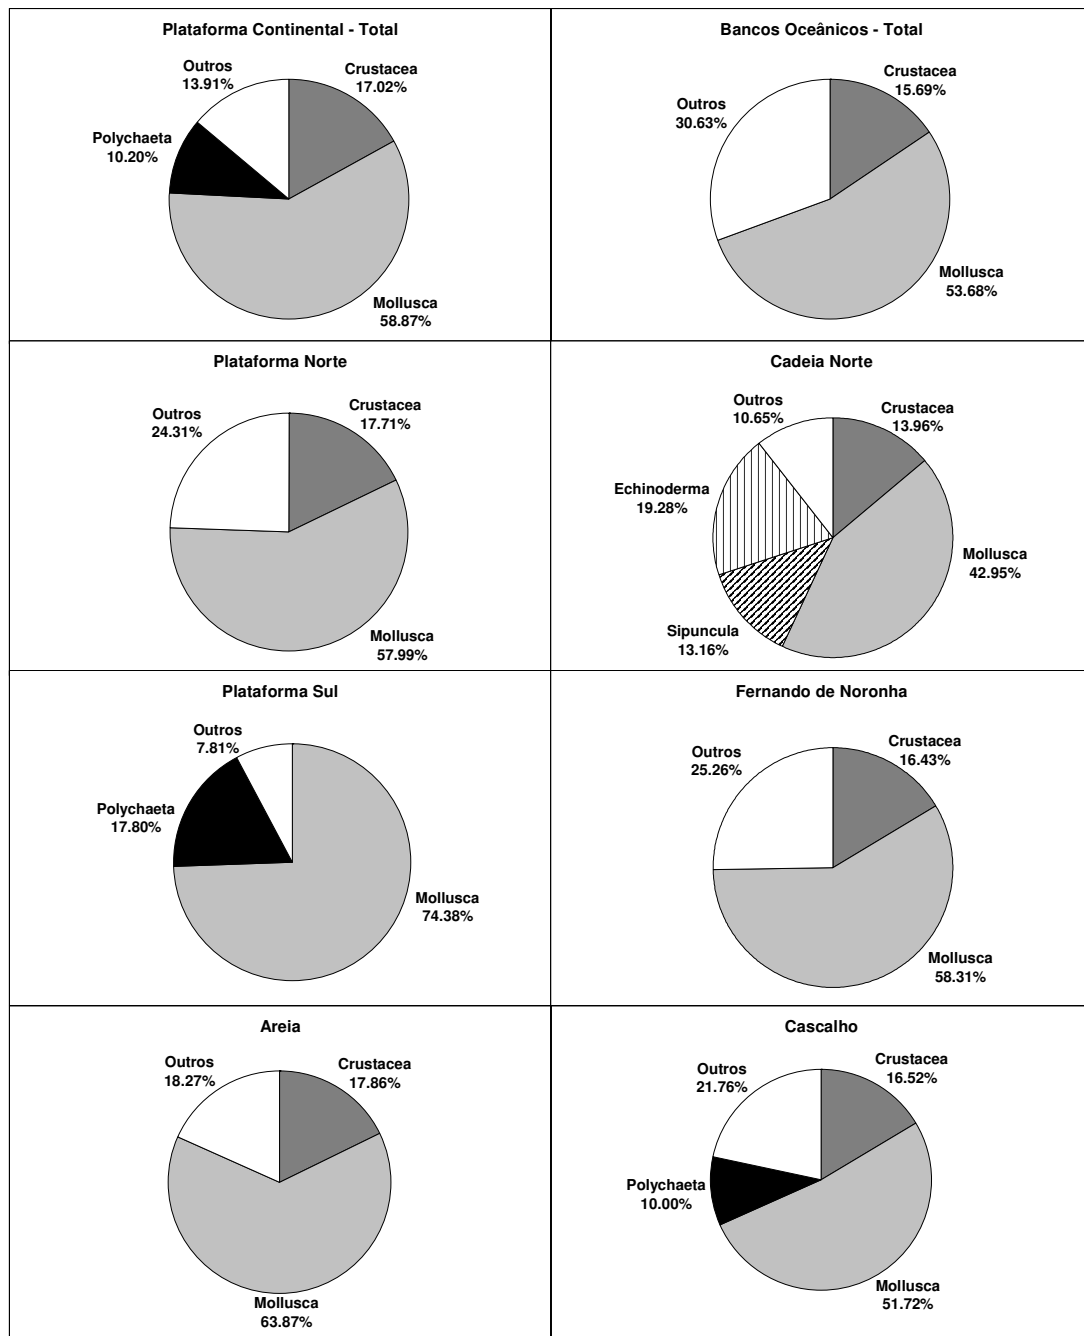 Plataforma Continental - Total
Outros
13.91%
Crustacea
17.02%
Polychaeta
10.20%
Mollusca
58.87%
Bancos Oceânicos - Total
Crustacea
15.69%
Outros
30.63%
Mollusca
53.68%
Plataforma Norte
Outros
24.31%
Crustacea
17.71%
Mollusca
57.99%
Cadeia Norte
Outros
10.65%
Crustacea
13.96%
Echinoderma
19.28%
Mollusca
42.95%
Sipuncula
13.16%
Plataforma Sul
Outros
7.81%
Polychaeta
17.80%
Mollusca
74.38%
Fernando de Noronha
Outros
25.26%
Crustacea
16.43%
Mollusca
58.31%
Areia
Outros
18.27%
Crustacea
17.86%
Mollusca
63.87%
Cascalho
Outros
21.76%
Crustacea
16.52%
Polychaeta
10.00%
Mollusca
51.72%